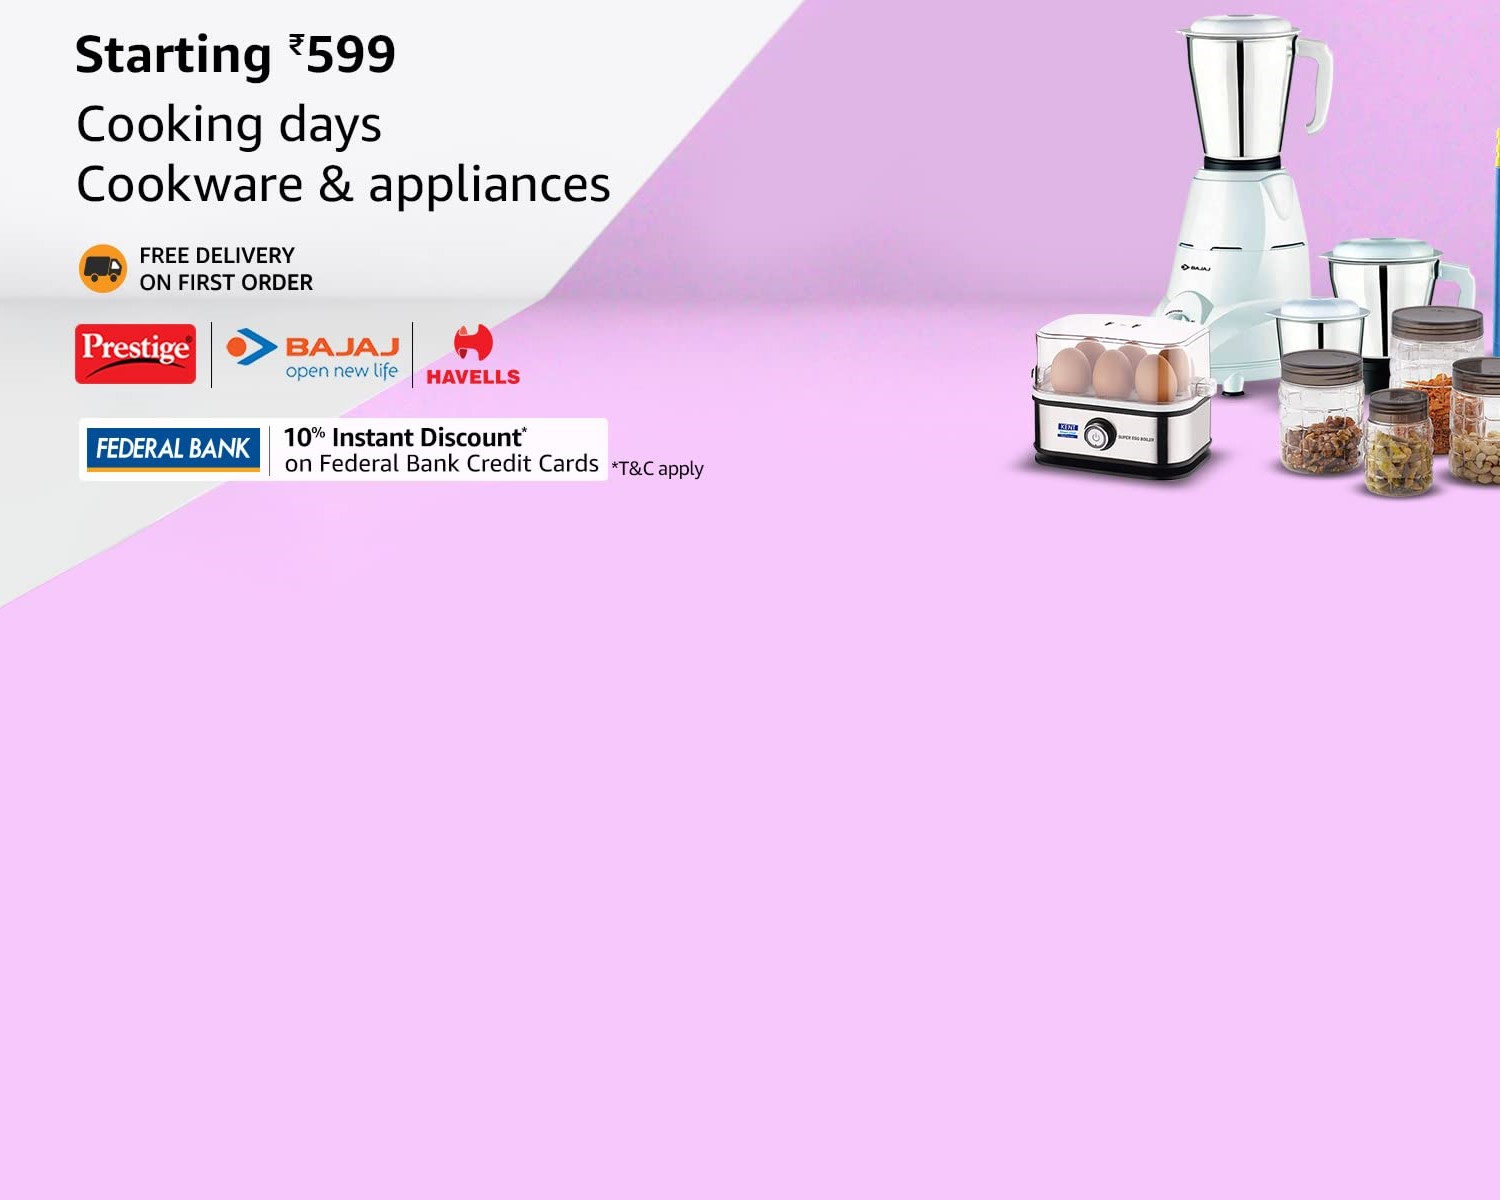 Starting ₹599
Cooking days
Cookware & appliances
FREE DELIVERY
ON FIRST ORDER
Prestige
BAJAJ
open new life
HAVELLS
FEDERAL BANK
10% Instant Discount*
on Federal Bank Credit Cards
*T&C apply
BAJAJ
KENT
SUPER EGG BOILER